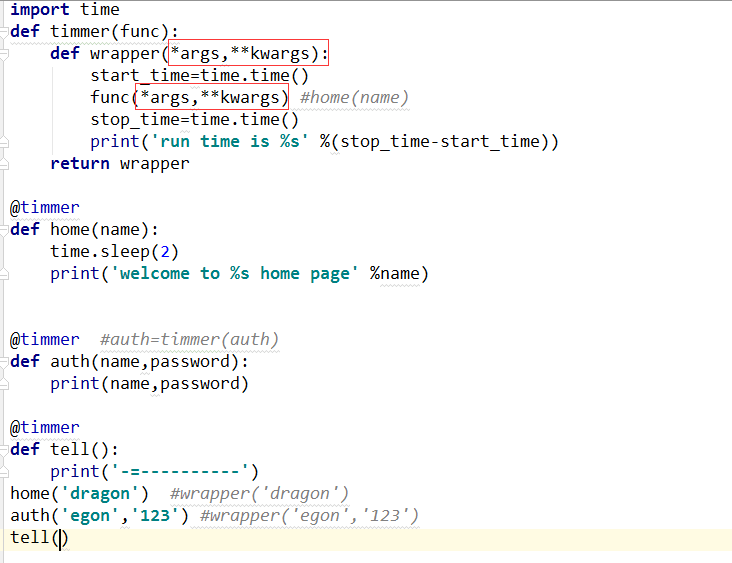 import time
def timmer(func):
    def wrapper(*args,**kwargs):
        start_time=time.time()
        func(*args,**kwargs) #home(name)
        stop_time=time.time()
        print('run time is %s' %(stop_time-start_time))
    return wrapper

@timmer
def home(name):
    time.sleep(2)
    print('welcome to %s home page' %name)


@timmer  #auth=timmer(auth)
def auth(name,password):
    print(name,password)

@timmer
def tell():
    print('-=----------')
home('dragon')  #wrapper('dragon')
auth('egon','123') #wrapper('egon','123')
tell()